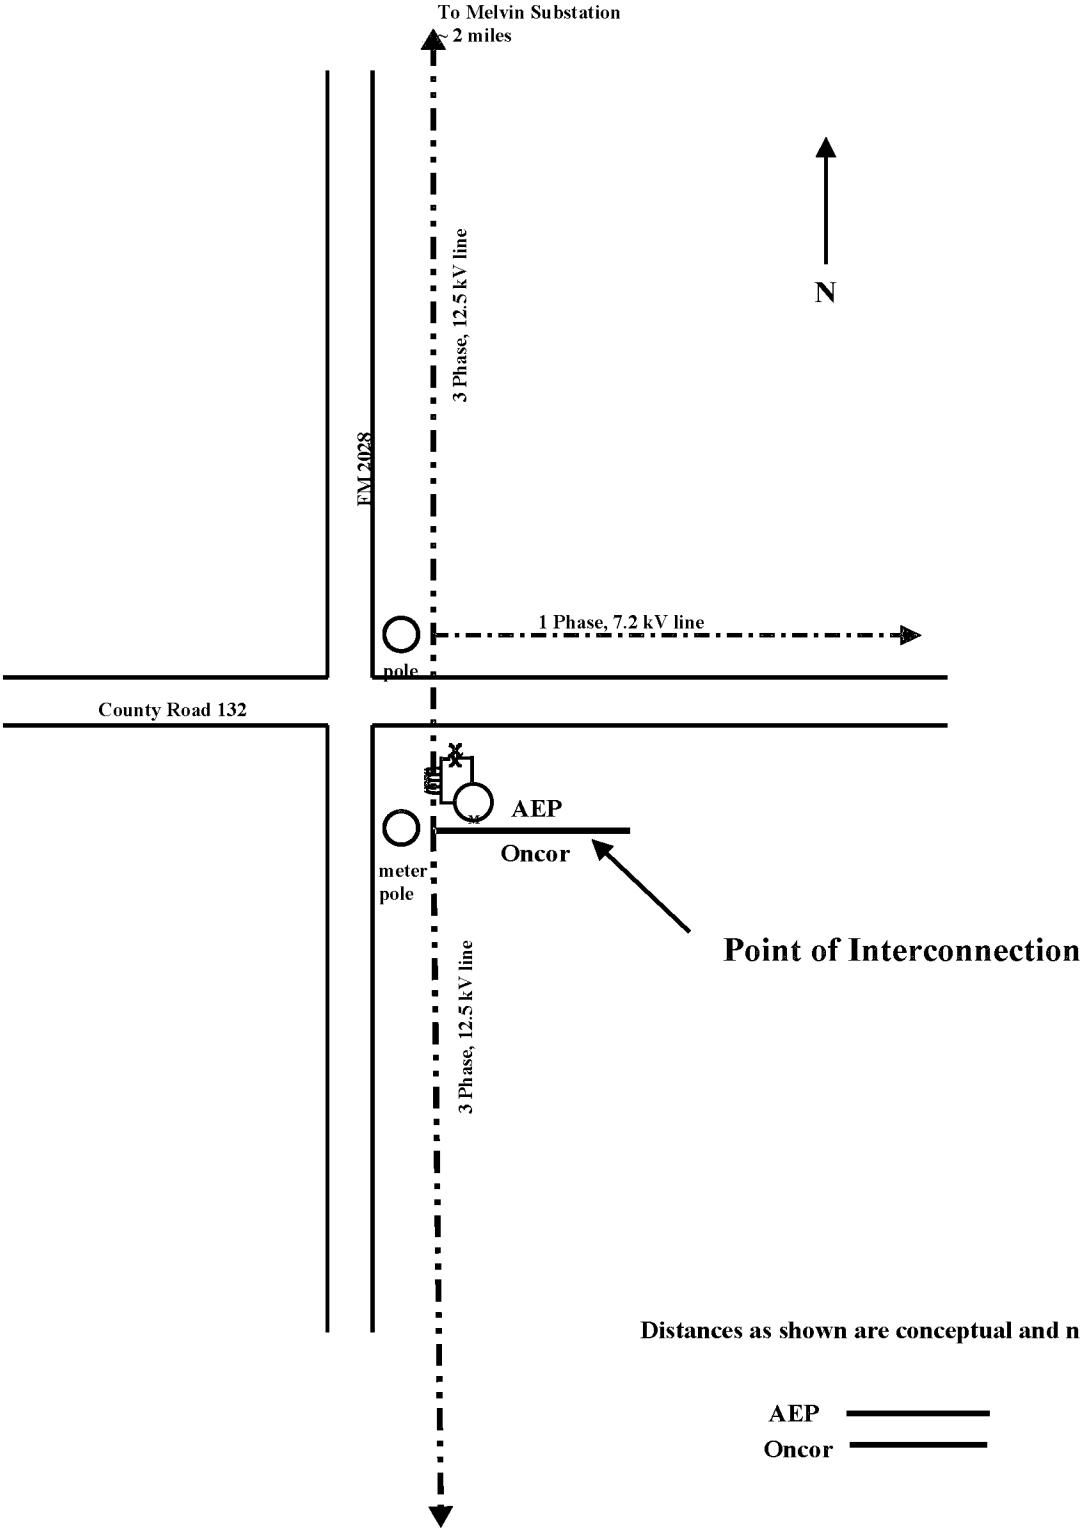 To Melvin Substation
~ 2 miles
3 Phase, 12.5 kV line
N
FM 2028
1 Phase, 7.2 kV line
pole
County Road 132
M
AEP
Oncor
meter
pole
Point of Interconnection
3 Phase, 12.5 kV line
Distances as shown are conceptual and n
AEP
Oncor